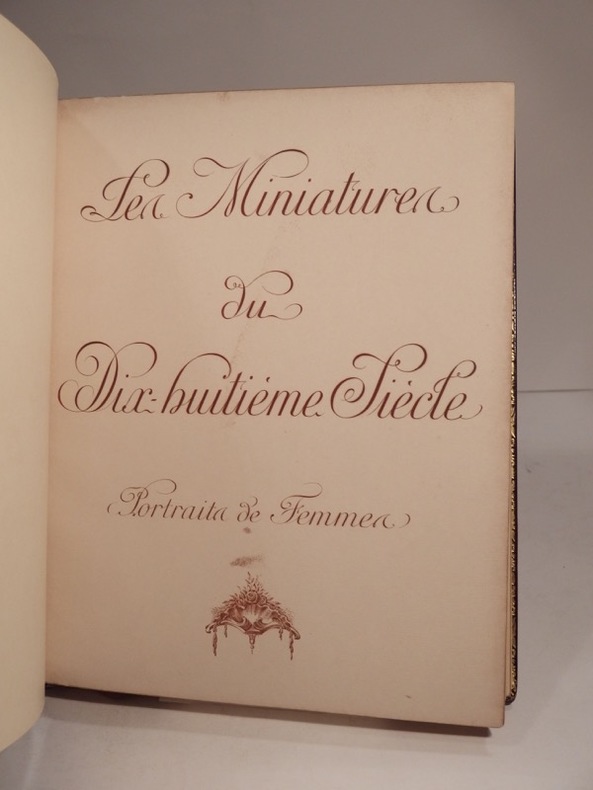 Les Miniatures
du
Dix-huitième Siècle
Portraits de Femmes